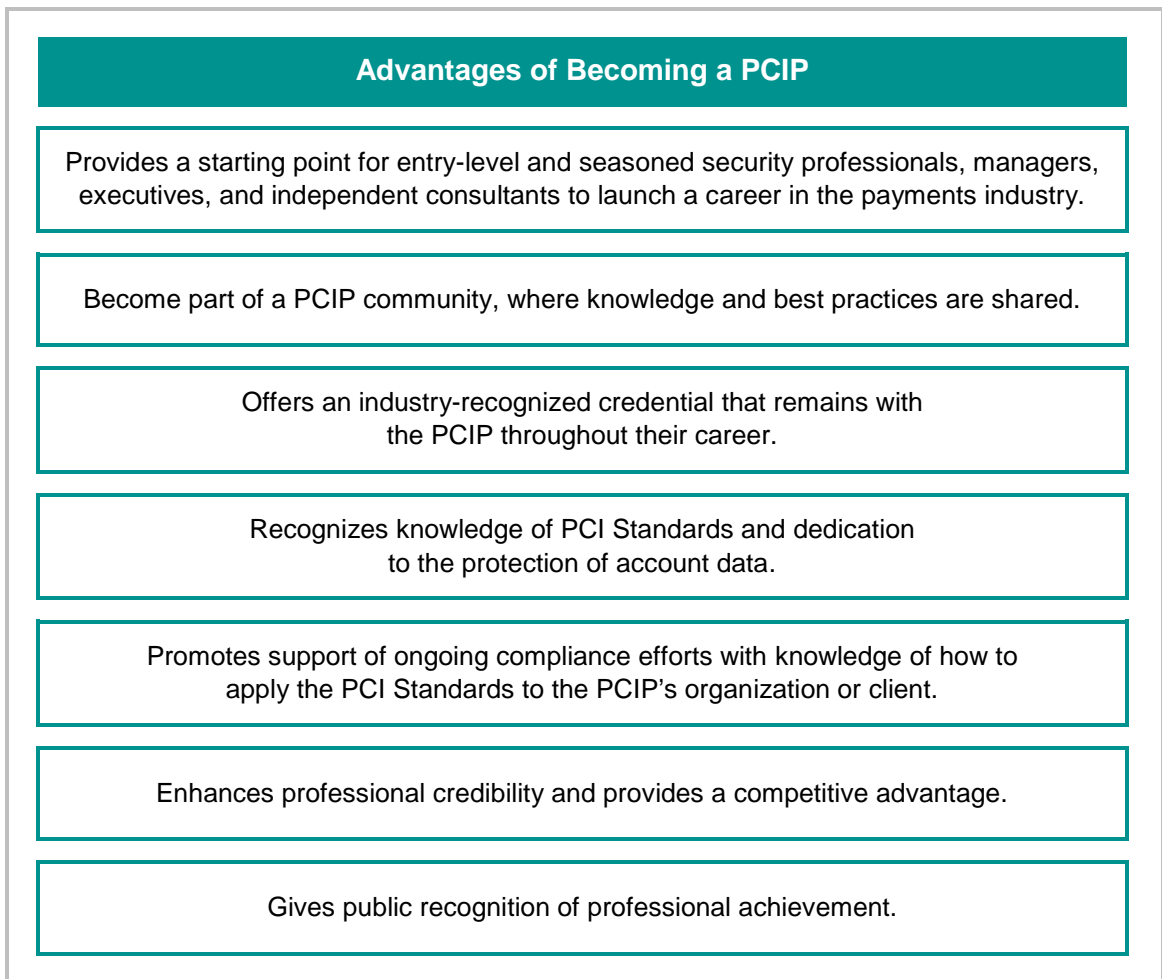 Advantages of Becoming a PCIP
Provides a starting point for entry-level and seasoned security professionals, managers,
executives, and independent consultants to launch a career in the payments industry.
Become part of a PCIP community, where knowledge and best practices are shared.
Offers an industry-recognized credential that remains with
the PCIP throughout their career.
Recognizes knowledge of PCI Standards and dedication
to the protection of account data.
Promotes support of ongoing compliance efforts with knowledge of how to
apply the PCI Standards to the PCIP’s organization or client.
Enhances professional credibility and provides a competitive advantage.
Gives public recognition of professional achievement.